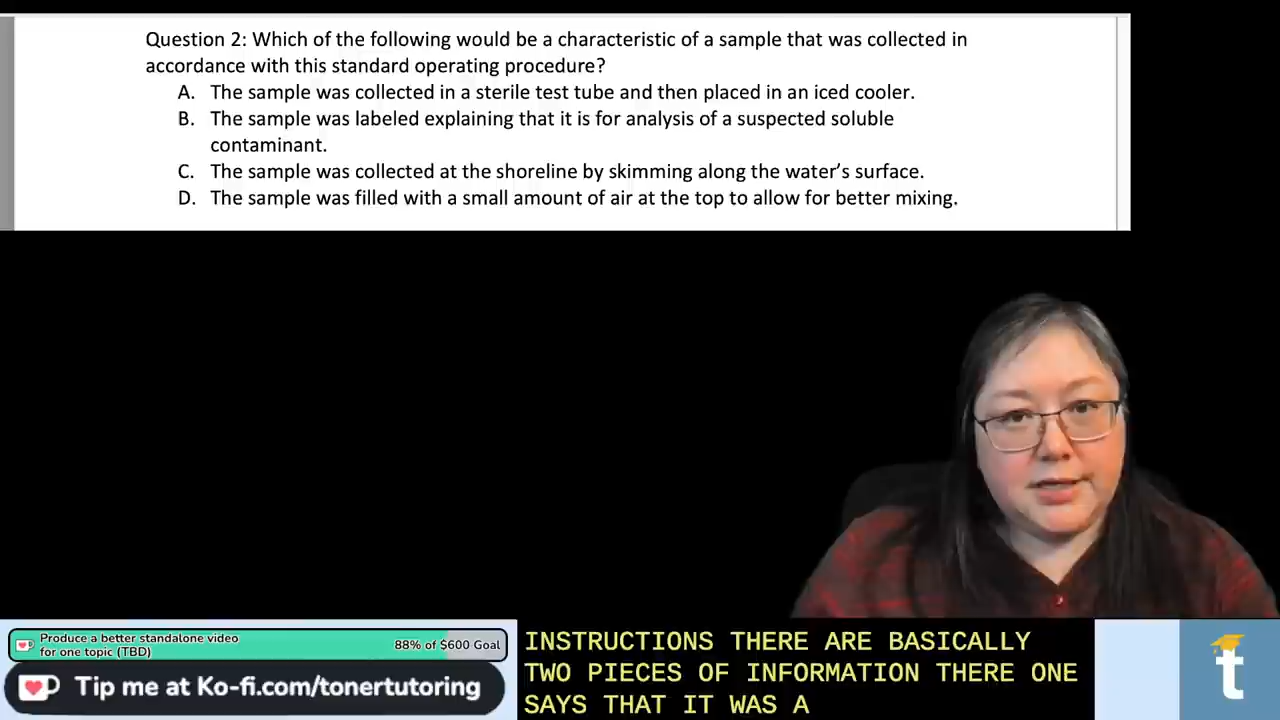 Question 2: Which of the following would be a characteristic of a sample that was collected in
accordance with this standard operating procedure?
A. The sample was collected in a sterile test tube and then placed in an iced cooler.
B. The sample was labeled explaining that it is for analysis of a suspected soluble
contaminant.
C. The sample was collected at the shoreline by skimming along the water’s surface.
D. The sample was filled with a small amount of air at the top to allow for better mixing.
Produce a better standalone video
for one topic (TBD)
88% of $600 Goal
Tip me at Ko-fi.com/tonertutoring
INSTRUCTIONS THERE ARE BASICALLY
TWO PIECES OF INFORMATION THERE ONE
SAYS THAT IT WAS A
t